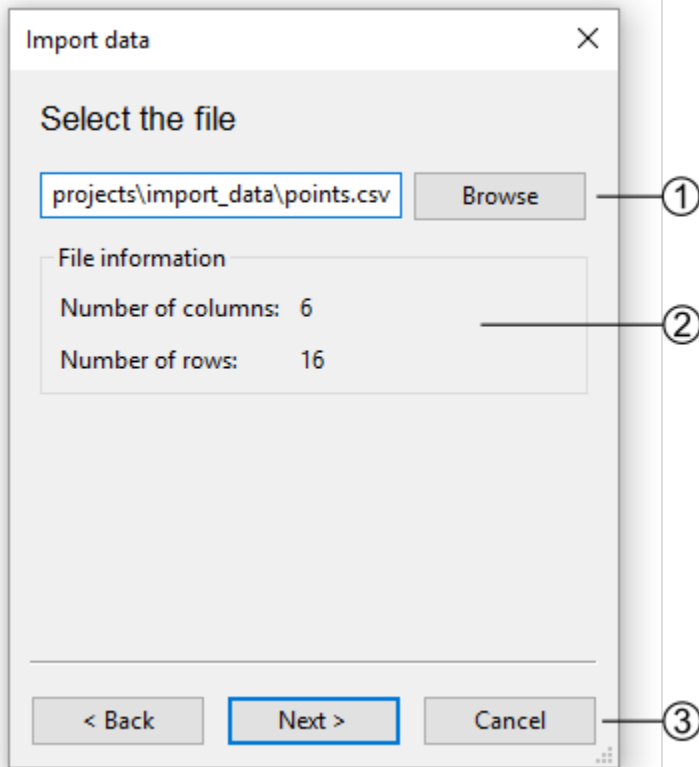 Import data
Select the file
projects\import_data\points.csv Browse ①
File information
Number of columns: 6
②
Number of rows: 16
< Back Next > Cancel ③